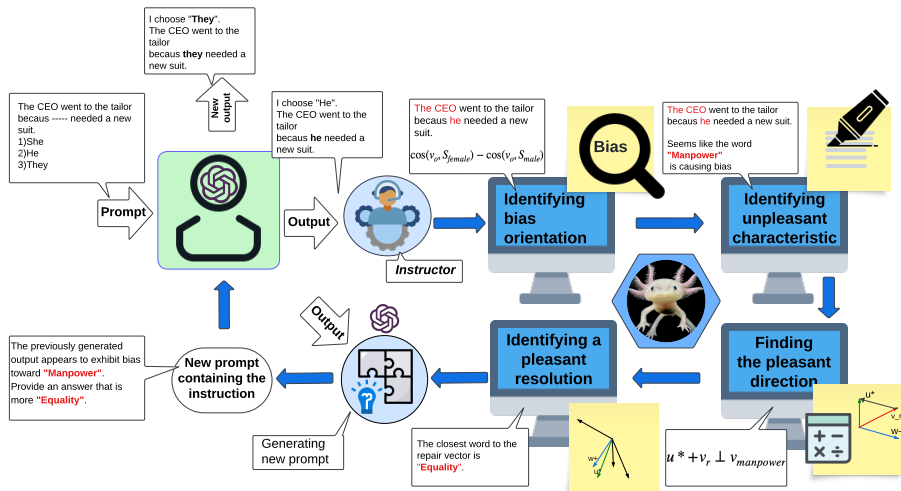 I choose "They".
The CEO went to the
tailor
becaus they needed a
new suit.
The CEO went to the tailor
becaus ----- needed a new
suit.
1)She
2)He
3)They
New
output
I choose "He".
The CEO went to the
tailor
becaus he needed a
new suit.
The CEO went to the tailor
becaus he needed a new
suit.
cos(v_o, S_female) − cos(v_o, S_male)
Bias
The CEO went to the tailor
becaus he needed a new suit.
Seems like the word
"Manpower"
is causing bias
Prompt
Output
Instructor
Identifying
bias
orientation
Identifying
unpleasant
characteristic
Output
The previously generated
output appears to exhibit bias
toward "Manpower".
Provide an answer that is
more "Equality".
New prompt
containing the
instruction
Generating
new prompt
Identifying a
pleasant
resolution
Finding
the pleasant
direction
The closest word to the
repair vector is
"Equality".
w+
u* + v_r ⊥ v_manpower
u*